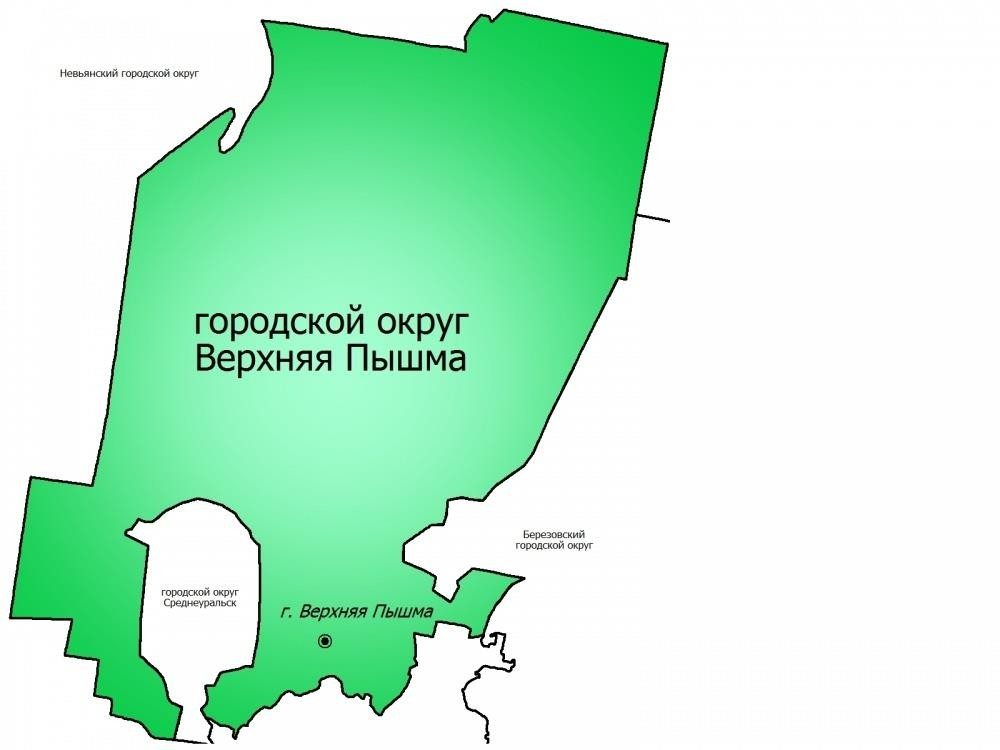 Невьянский городской округ
городской округ
Верхняя Пышма
Березовский
городской округ
городской округ
Среднеуральск
г. Верхняя Пышма